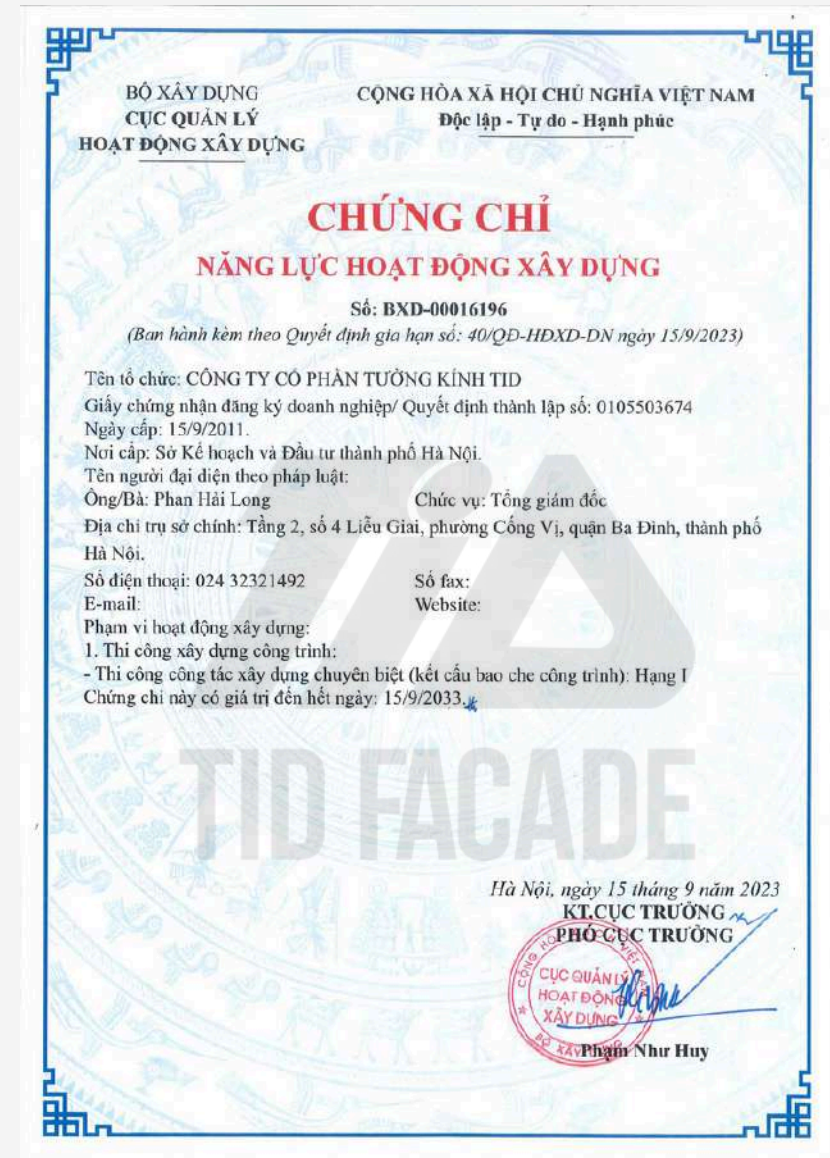 BỘ XÂY DỰNG
CỤC QUẢN LÝ
HOẠT ĐỘNG XÂY DỰNG
CỘNG HÒA XÃ HỘI CHỦ NGHĨA VIỆT NAM
Độc lập - Tự do - Hạnh phúc
CHỨNG CHỈ
NĂNG LỰC HOẠT ĐỘNG XÂY DỰNG
Số: BXD-00016196
(Ban hành kèm theo Quyết định gia hạn số: 40/QĐ-HĐXD-DN ngày 15/9/2023)
Tên tổ chức: CÔNG TY CỔ PHẦN TƯỜNG KÍNH TID
Giấy chứng nhận đăng ký doanh nghiệp/ Quyết định thành lập số: 0105503674
Ngày cấp: 15/9/2011.
Nơi cấp: Sở Kế hoạch và Đầu tư thành phố Hà Nội.
Tên người đại diện theo pháp luật:
Ông/Bà: Phan Hải Long Chức vụ: Tổng giám đốc
Địa chỉ trụ sở chính: Tầng 2, số 4 Liễu Giai, phường Cống Vị, quận Ba Đình, thành phố
Hà Nội.
Số điện thoại: 024 32321492 Số fax:
E-mail: Website:
Phạm vi hoạt động xây dựng:
1. Thi công xây dựng công trình:
- Thi công công tác xây dựng chuyên biệt (kết cấu bao che công trình): Hạng I
Chứng chỉ này có giá trị đến hết ngày: 15/9/2033.
TID FACADE
Hà Nội, ngày 15 tháng 9 năm 2023
KT.CỤC TRƯỞNG
PHÓ CỤC TRƯỞNG
CỤC QUẢN LÝ
HOẠT ĐỘNG
XÂY DỰNG
BỘ XÂY DỰNG
Phạm Như Huy